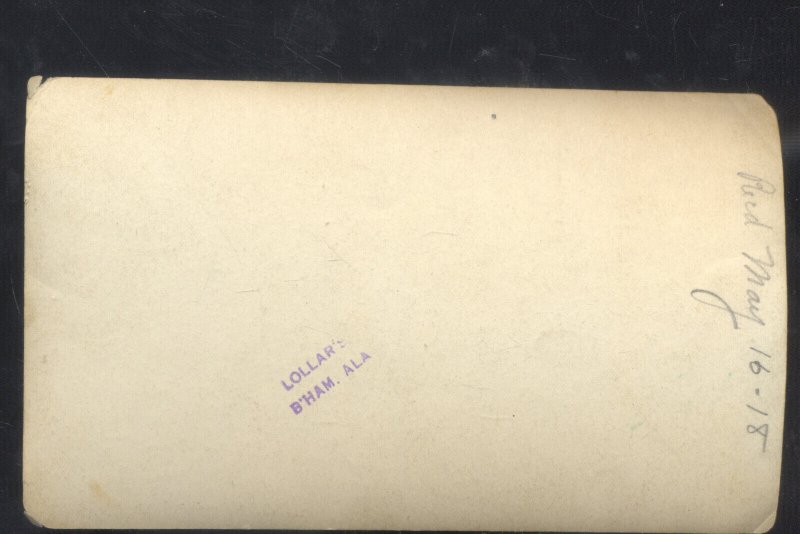 LOLLAR'S
B'HAM. ALA
Recd May 16-18